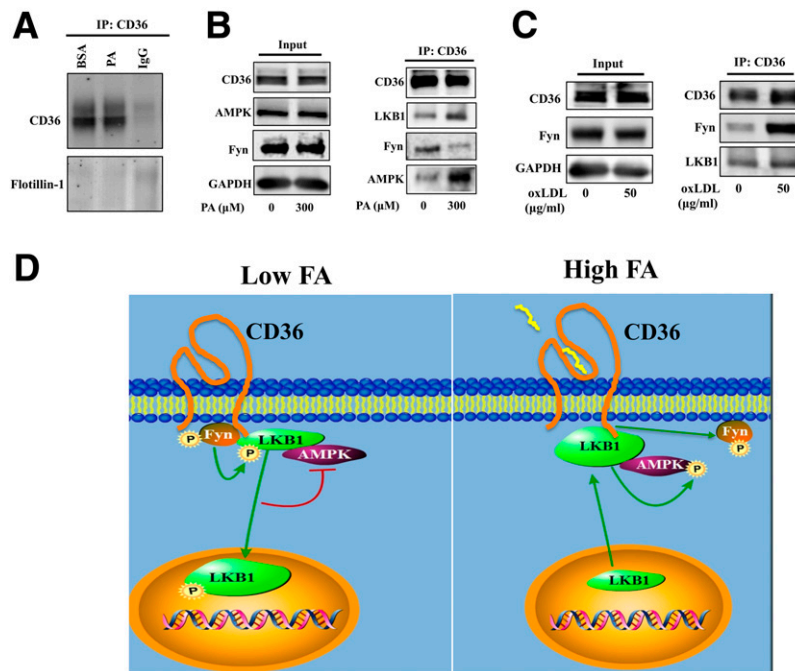 A
IP: CD36
BSA
PA
IgG
CD36
Flotillin-1
B
Input
CD36
AMPK
Fyn
GAPDH
PA (μM) 0 300
IP: CD36
CD36
LKB1
Fyn
AMPK
PA (μM) 0 300
C
Input
CD36
Fyn
GAPDH
oxLDL 0 50
(μg/ml)
IP: CD36
CD36
Fyn
LKB1
oxLDL 0 50
(μg/ml)
D
Low FA
CD36
P
Fyn
LKB1
P
AMPK
LKB1
P
High FA
CD36
Fyn
P
LKB1
AMPK
P
LKB1